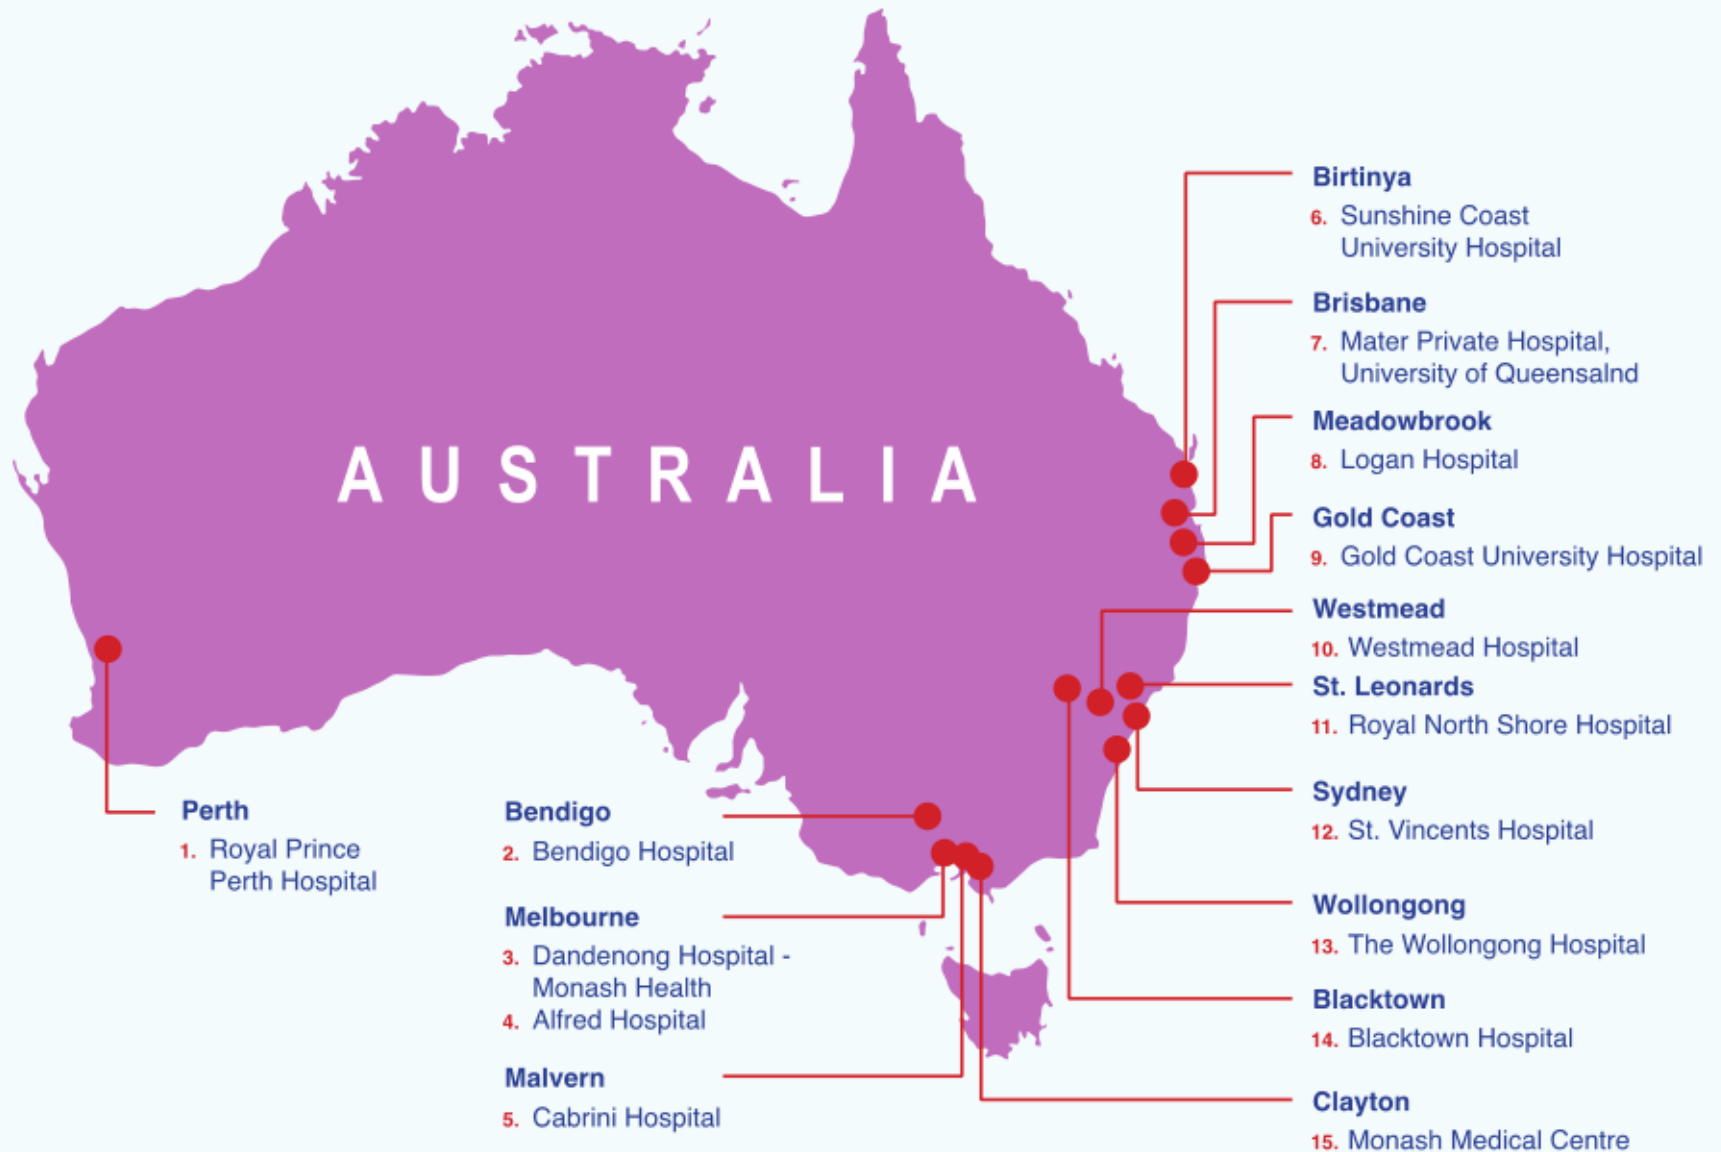 AUSTRALIA
Birtinya
6. Sunshine Coast
University Hospital
Brisbane
7. Mater Private Hospital,
University of Queensalnd
Meadowbrook
8. Logan Hospital
Gold Coast
9. Gold Coast University Hospital
Westmead
10. Westmead Hospital
St. Leonards
11. Royal North Shore Hospital
Sydney
12. St. Vincents Hospital
Wollongong
13. The Wollongong Hospital
Blacktown
14. Blacktown Hospital
Clayton
15. Monash Medical Centre
Perth
1. Royal Prince
Perth Hospital
Bendigo
2. Bendigo Hospital
Melbourne
3. Dandenong Hospital -
Monash Health
4. Alfred Hospital
Malvern
5. Cabrini Hospital